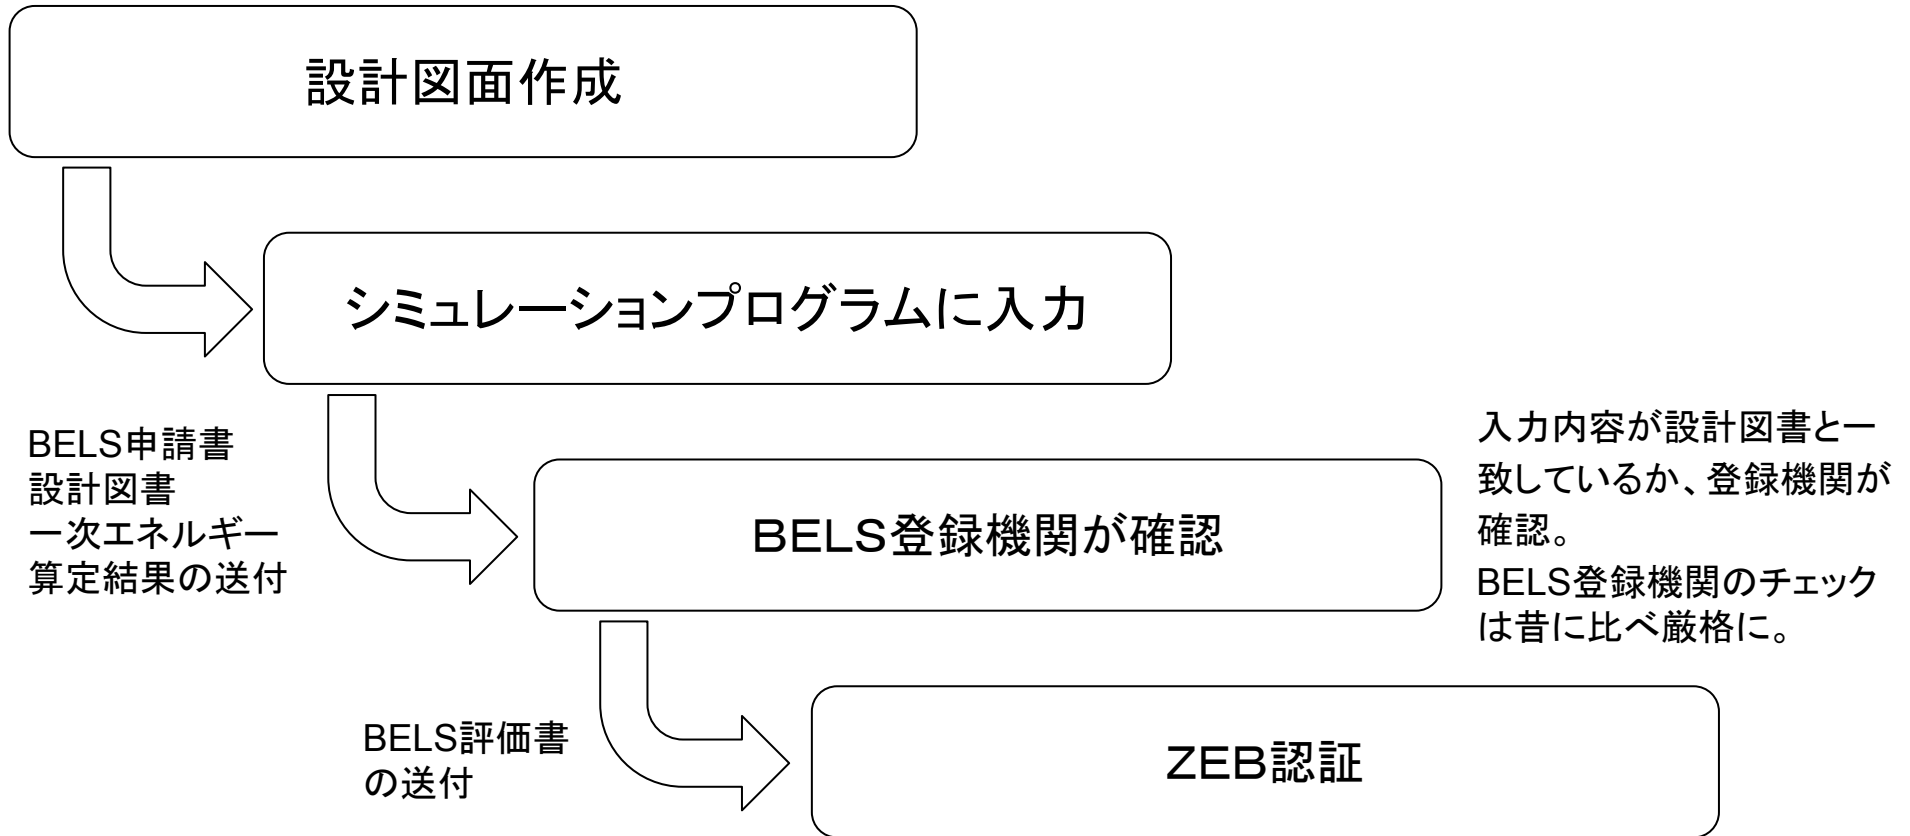 設計図面作成
シミュレーションプログラムに入力
BELS申請書
設計図書
一次エネルギー
算定結果の送付
BELS登録機関が確認
入力内容が設計図書と一
致しているか、登録機関が
確認。
BELS登録機関のチェック
は昔に比べ厳格に。
BELS評価書
の送付
ZEB認証